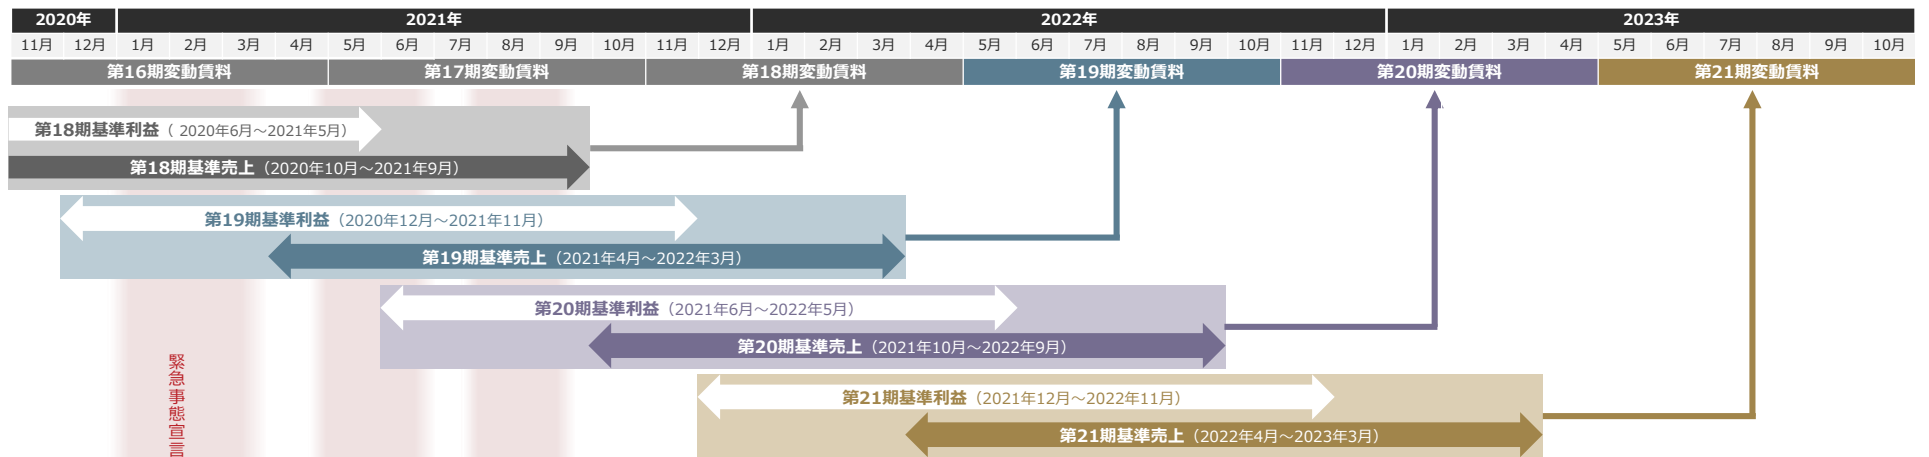 2020年 2021年 2022年 2023年
11月 12月 1月 2月 3月 4月 5月 6月 7月 8月 9月 10月 11月 12月 1月 2月 3月 4月 5月 6月 7月 8月 9月 10月 11月 12月 1月 2月 3月 4月 5月 6月 7月 8月 9月 10月
第16期変動賃料 第17期変動賃料 第18期変動賃料 第19期変動賃料 第20期変動賃料 第21期変動賃料
第18期基準利益（ 2020年6月～2021年5月）
第18期基準売上（2020年10月～2021年9月）
第19期基準利益（2020年12月～2021年11月）
第19期基準売上（2021年4月～2022年3月）
第20期基準利益（2021年6月～2022年5月）
第20期基準売上（2021年10月～2022年9月）
第21期基準利益（2021年12月～2022年11月）
第21期基準売上（2022年4月～2023年3月）
緊急事態宣言